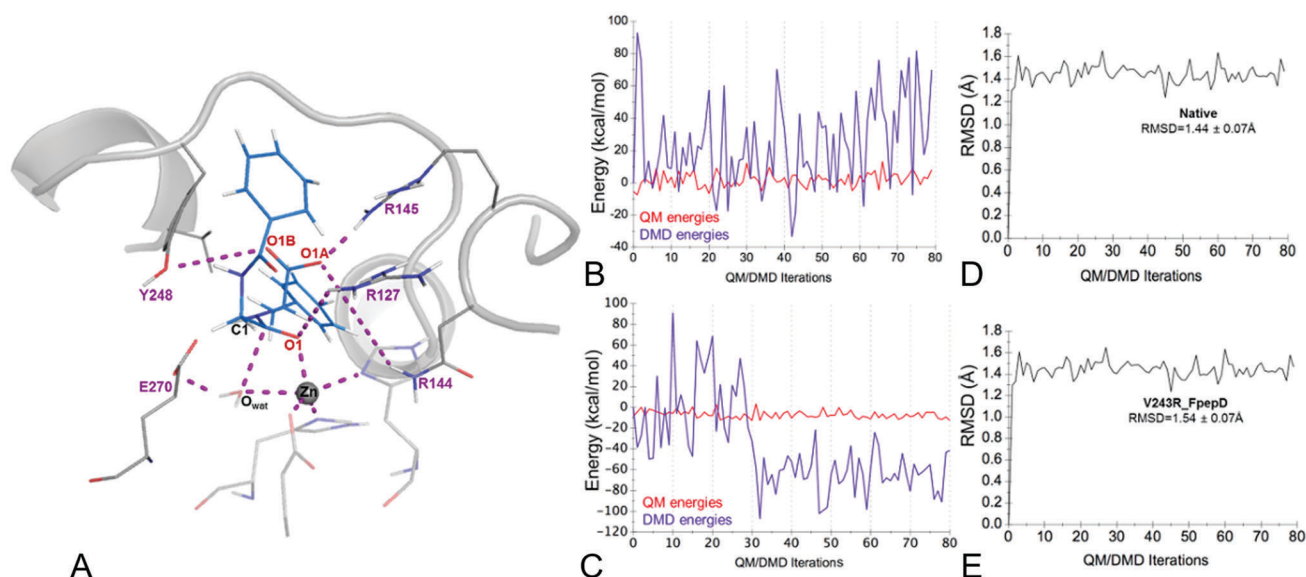 R145
O1B
O1A
Y248
R127
C1
O1
E270
Zn
R144
Owat
A
Energy (kcal/mol)
100
80
60
40
20
0
-20
40
QM energies
DMD energies
0 10 20 30 40 50 60 70 80
QM/DMD Iterations
B
Energy (kcal/mol)
100
80
60
40
20
0
-20
-40
-60
-80
-100
-120
QM energies
DMD energies
0 10 20 30 40 50 60 70 80
QM/DMD Iterations
C
RMSD (Å)
1.8
1.6
1.4
1.2
1.0
0.8
0.6
0.4
0.2
0.0
Native
RMSD=1.44 ± 0.07Å
0 10 20 30 40 50 60 70 80
QM/DMD Iterations
D
RMSD (Å)
1.8
1.6
1.4
1.2
1.0
0.8
0.6
0.4
0.2
0.0
V243R_FpepD
RMSD=1.54 ± 0.07Å
0 10 20 30 40 50 60 70 80
QM/DMD Iterations
E